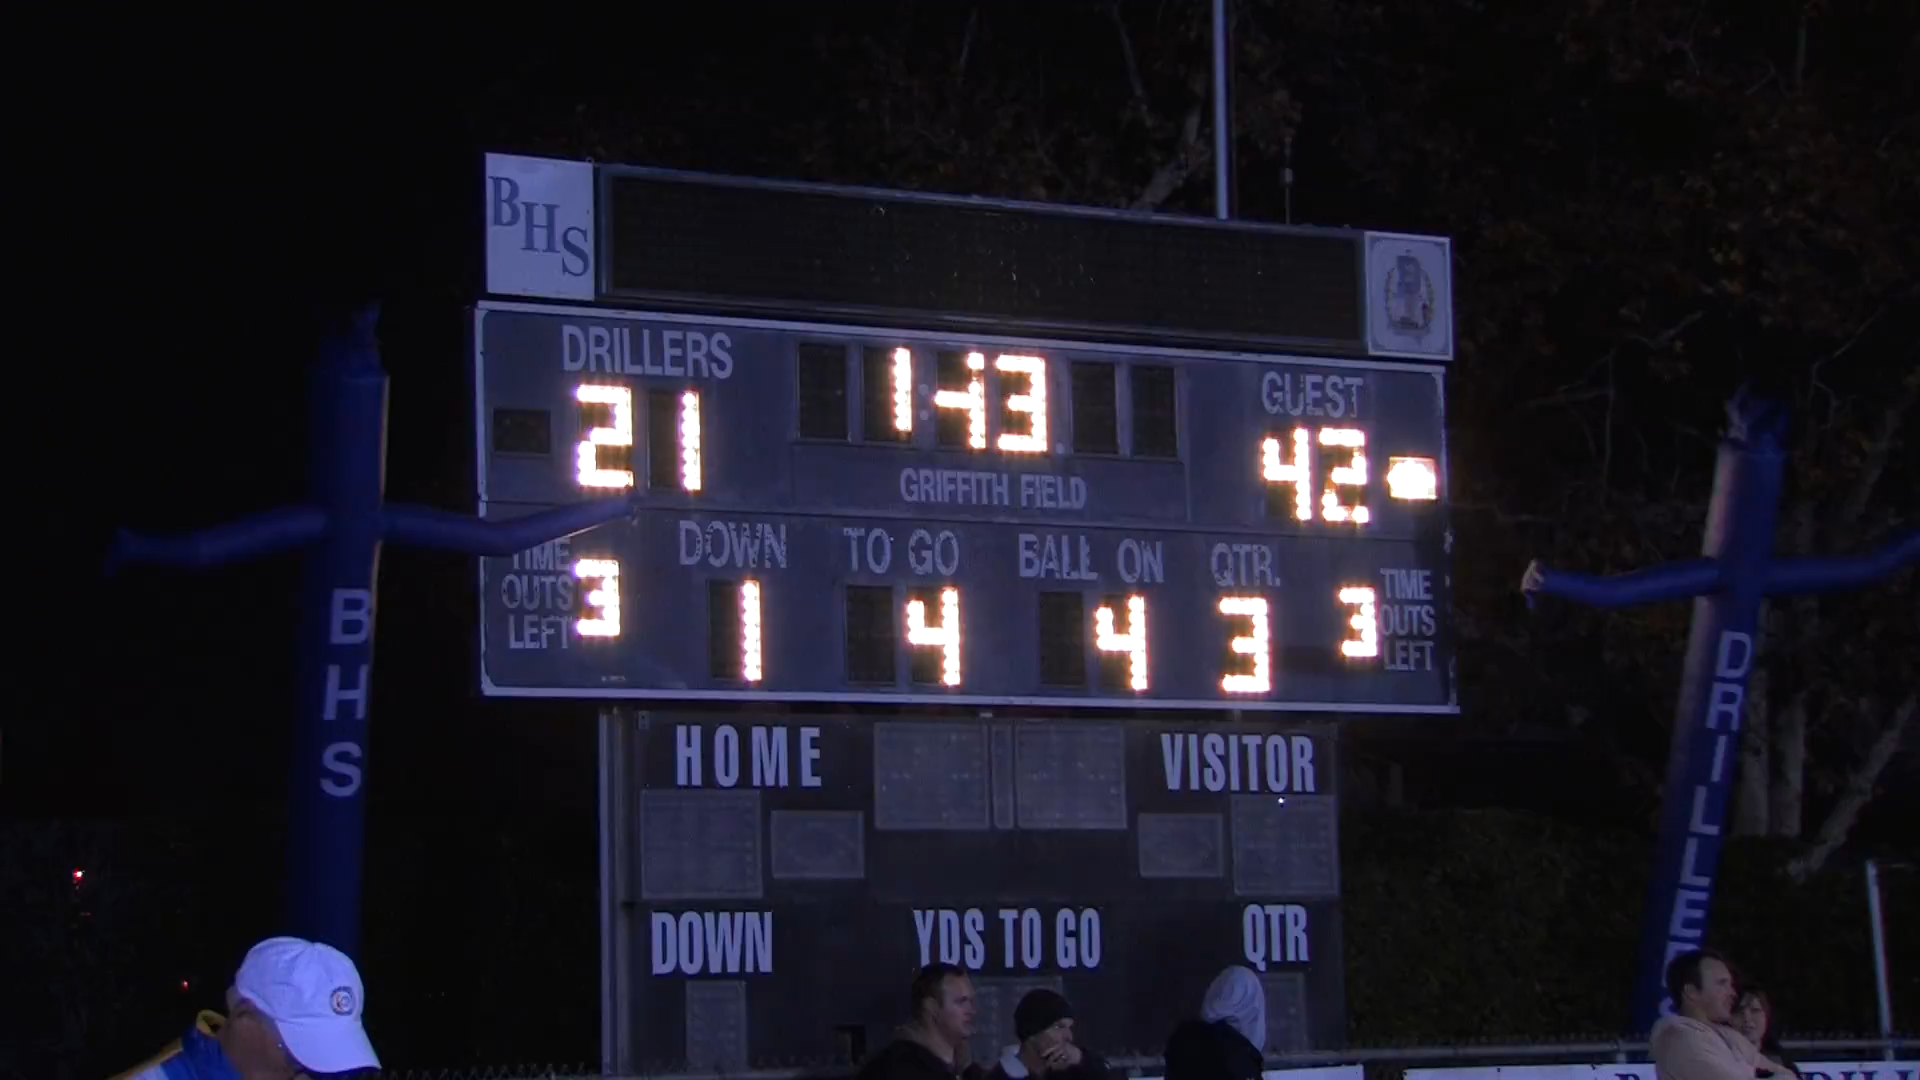 BHS
DRILLERS
1:43
GUEST
21
42
GRIFFITH FIELD
DOWN
TO GO
BALL ON
QTR.
TIME
OUTS
LEFT
3
1
4
4
3
3
TIME
OUTS
LEFT
BHS
DRILLERS
HOME
VISITOR
DOWN
YDS TO GO
QTR